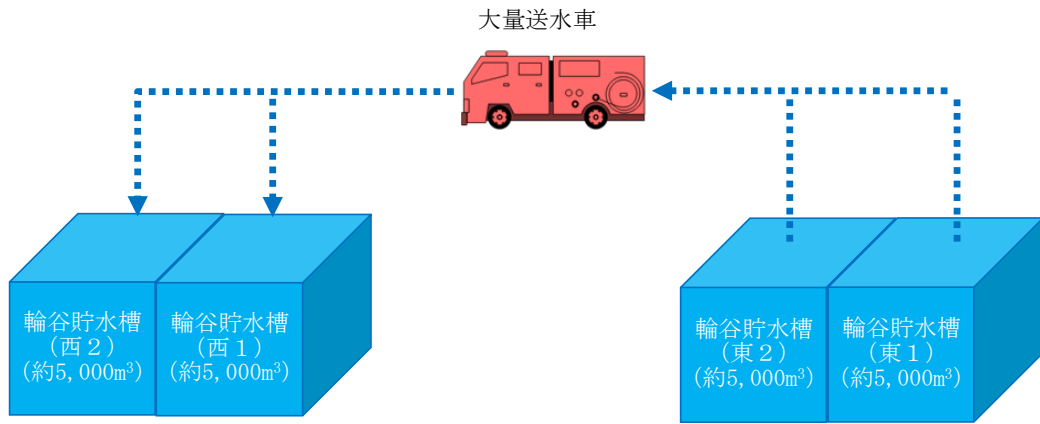 大量送水車
輪谷貯水槽
（西２）
(約5,000m³)
輪谷貯水槽
（西１）
(約5,000m³)
輪谷貯水槽
（東２）
(約5,000m³)
輪谷貯水槽
（東１）
(約5,000m³)